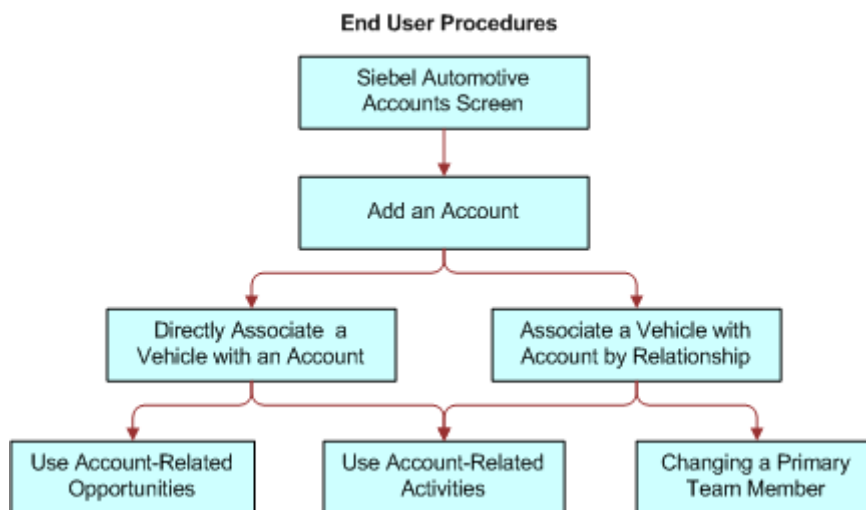 End User Procedures
Siebel Automotive
Accounts Screen
Add an Account
Directly Associate a
Vehicle with an Account
Associate a Vehicle with
Account by Relationship
Use Account-Related
Opportunities
Use Account-Related
Activities
Changing a Primary
Team Member